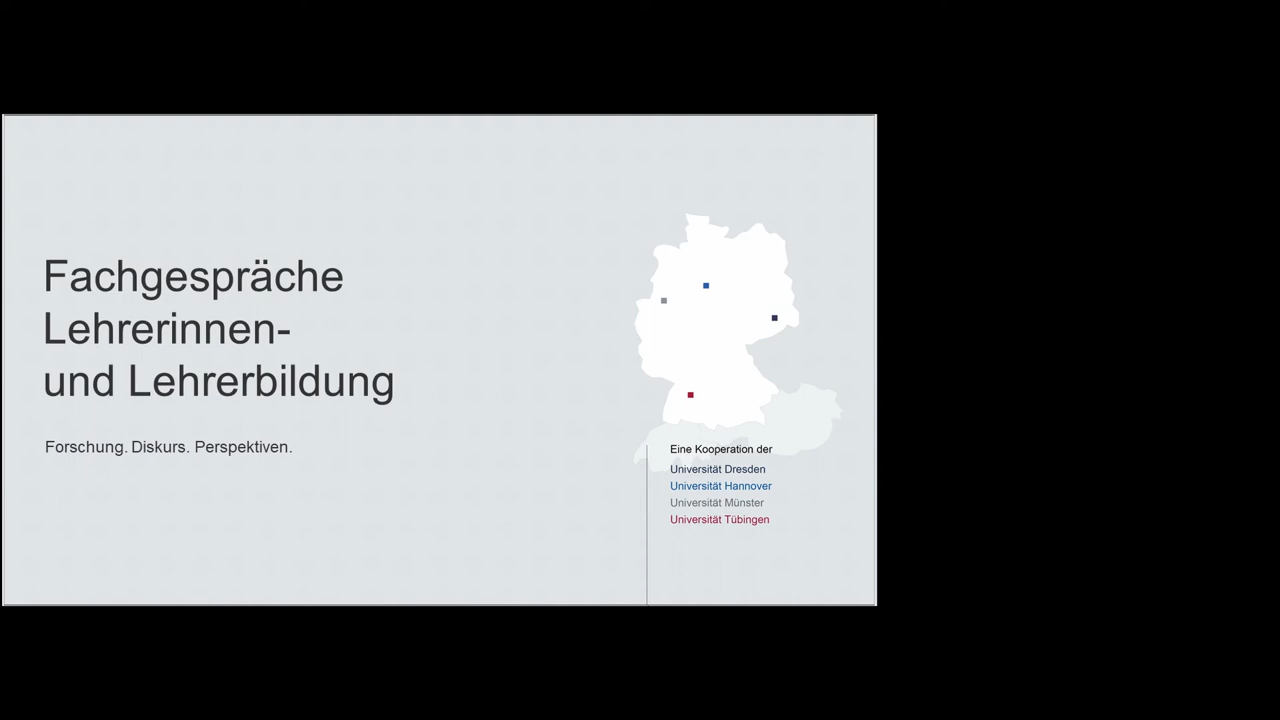 Fachgespräche
Lehrerinnen-
und Lehrerbildung
Forschung. Diskurs. Perspektiven.
Eine Kooperation der
Universität Dresden
Universität Hannover
Universität Münster
Universität Tübingen